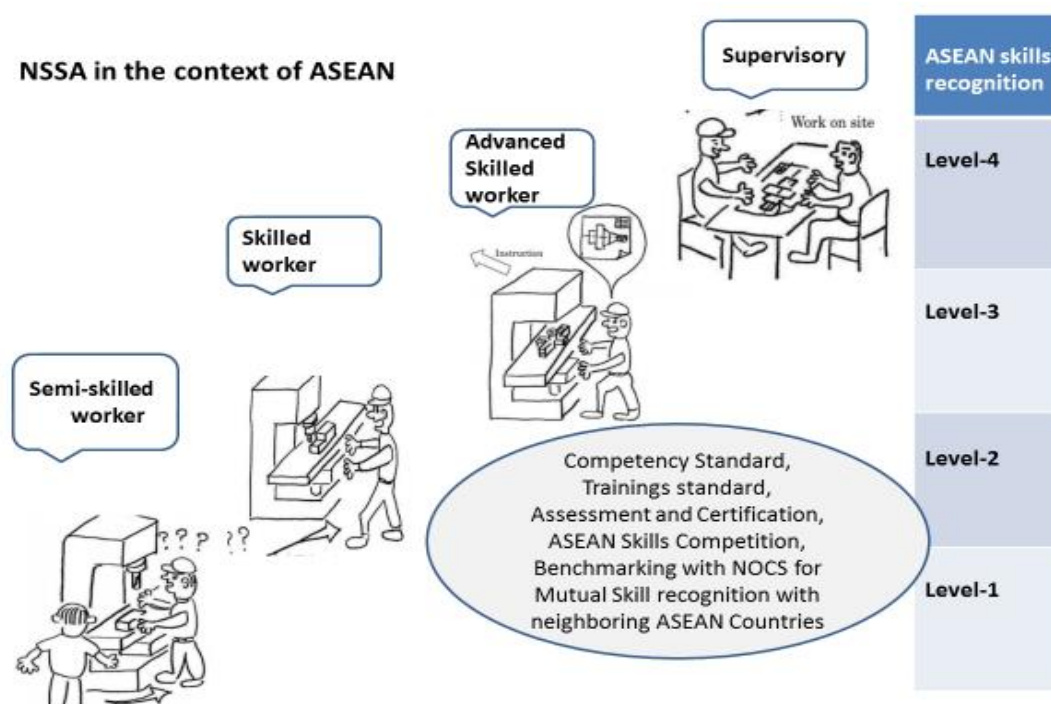 NSSA in the context of ASEAN
Supervisory
ASEAN skills
recognition
Work on site
Level-4
Advanced
Skilled
worker
Skilled
worker
Instruction
Level-3
Semi-skilled
worker
Level-2
Competency Standard,
Trainings standard,
Assessment and Certification,
ASEAN Skills Competition,
Benchmarking with NOCS for
Mutual Skill recognition with
neighboring ASEAN Countries
? ? ? ? ?
Level-1